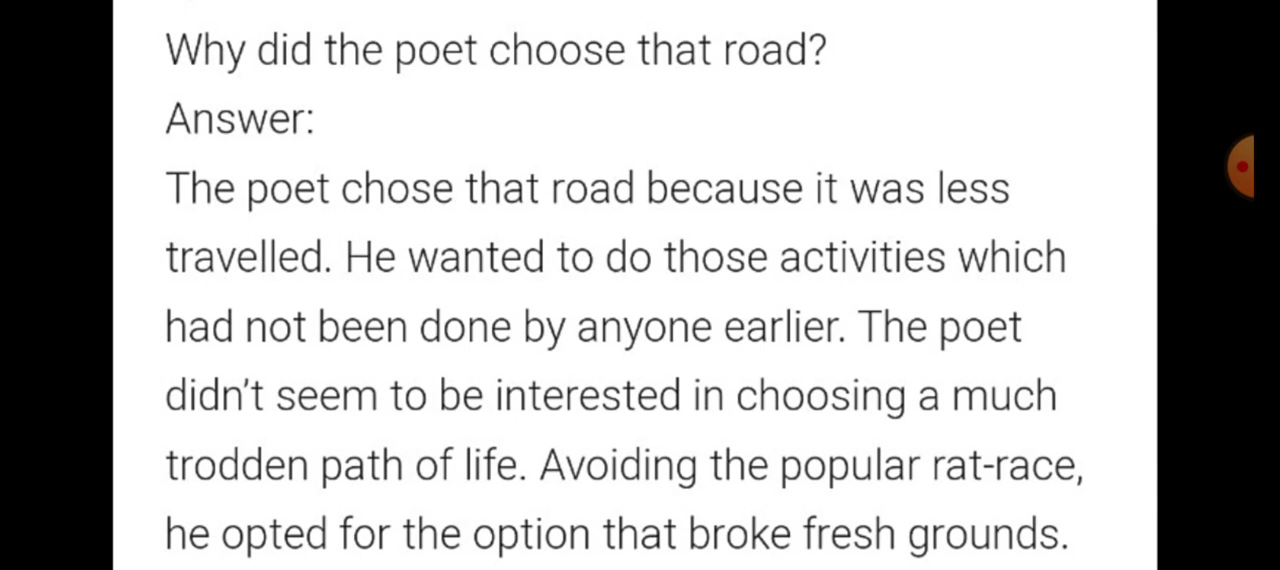 Why did the poet choose that road?
Answer:
The poet chose that road because it was less
travelled. He wanted to do those activities which
had not been done by anyone earlier. The poet
didn't seem to be interested in choosing a much
trodden path of life. Avoiding the popular rat-race,
he opted for the option that broke fresh grounds.